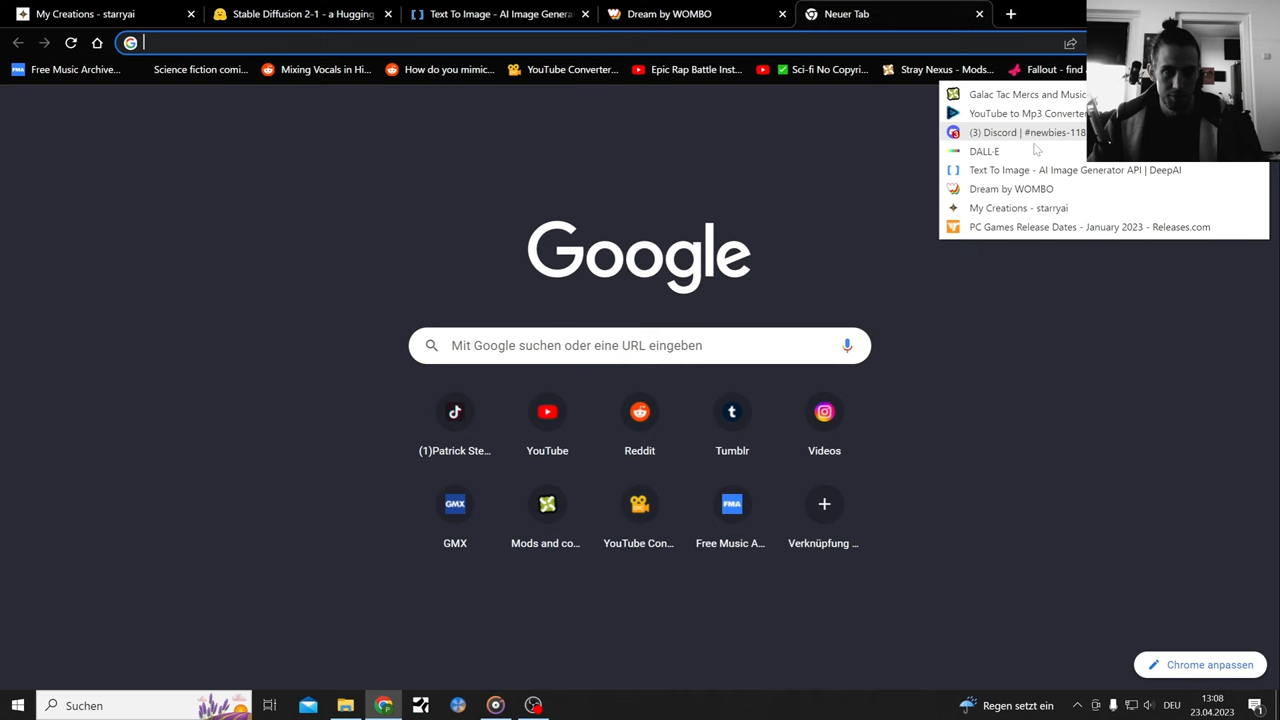 My Creations - starryai
Stable Diffusion 2-1 - a Hugging
Text To Image - AI Image Genera
Dream by WOMBO
Neuer Tab
Free Music Archive...
Science fiction comi...
Mixing Vocals in Hi...
How do you mimic...
YouTube Converter...
Epic Rap Battle Inst...
Sci-fi No Copyri...
Stray Nexus - Mods...
Fallout - find
Galac Tac Mercs and Music
YouTube to Mp3 Converter
(3) Discord | #newbies-118
DALL·E
Text To Image - AI Image Generator API | DeepAI
Dream by WOMBO
My Creations - starryai
PC Games Release Dates - January 2023 - Releases.com
Google
Mit Google suchen oder eine URL eingeben
(1)Patrick Ste...
YouTube
Reddit
Tumblr
Videos
GMX
GMX
Mods and co...
YouTube Con...
FMA
Free Music A...
Verknüpfung ...
Chrome anpassen
Suchen
Regen setzt ein
DEU
13:08
23.04.2023